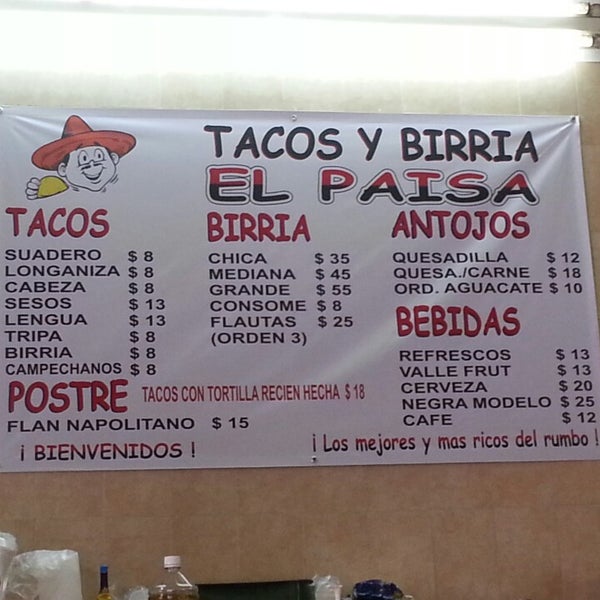 TACOS Y BIRRIA
EL PAISA
TACOS
SUADERO $ 8
LONGANIZA $ 8
CABEZA $ 8
SESOS $ 13
LENGUA $ 13
TRIPA $ 8
BIRRIA $ 8
CAMPECHANOS $ 8
BIRRIA
CHICA $ 35
MEDIANA $ 45
GRANDE $ 55
CONSOME $ 8
FLAUTAS $ 25
(ORDEN 3)
ANTOJOS
QUESADILLA $ 12
QUESA./CARNE $ 18
ORD. AGUACATE $ 10
BEBIDAS
REFRESCOS $ 13
VALLE FRUT $ 13
CERVEZA $ 20
NEGRA MODELO $ 25
CAFE $ 12
POSTRE
TACOS CON TORTILLA RECIEN HECHA $ 18
FLAN NAPOLITANO $ 15
¡ BIENVENIDOS !
¡ Los mejores y mas ricos del rumbo !